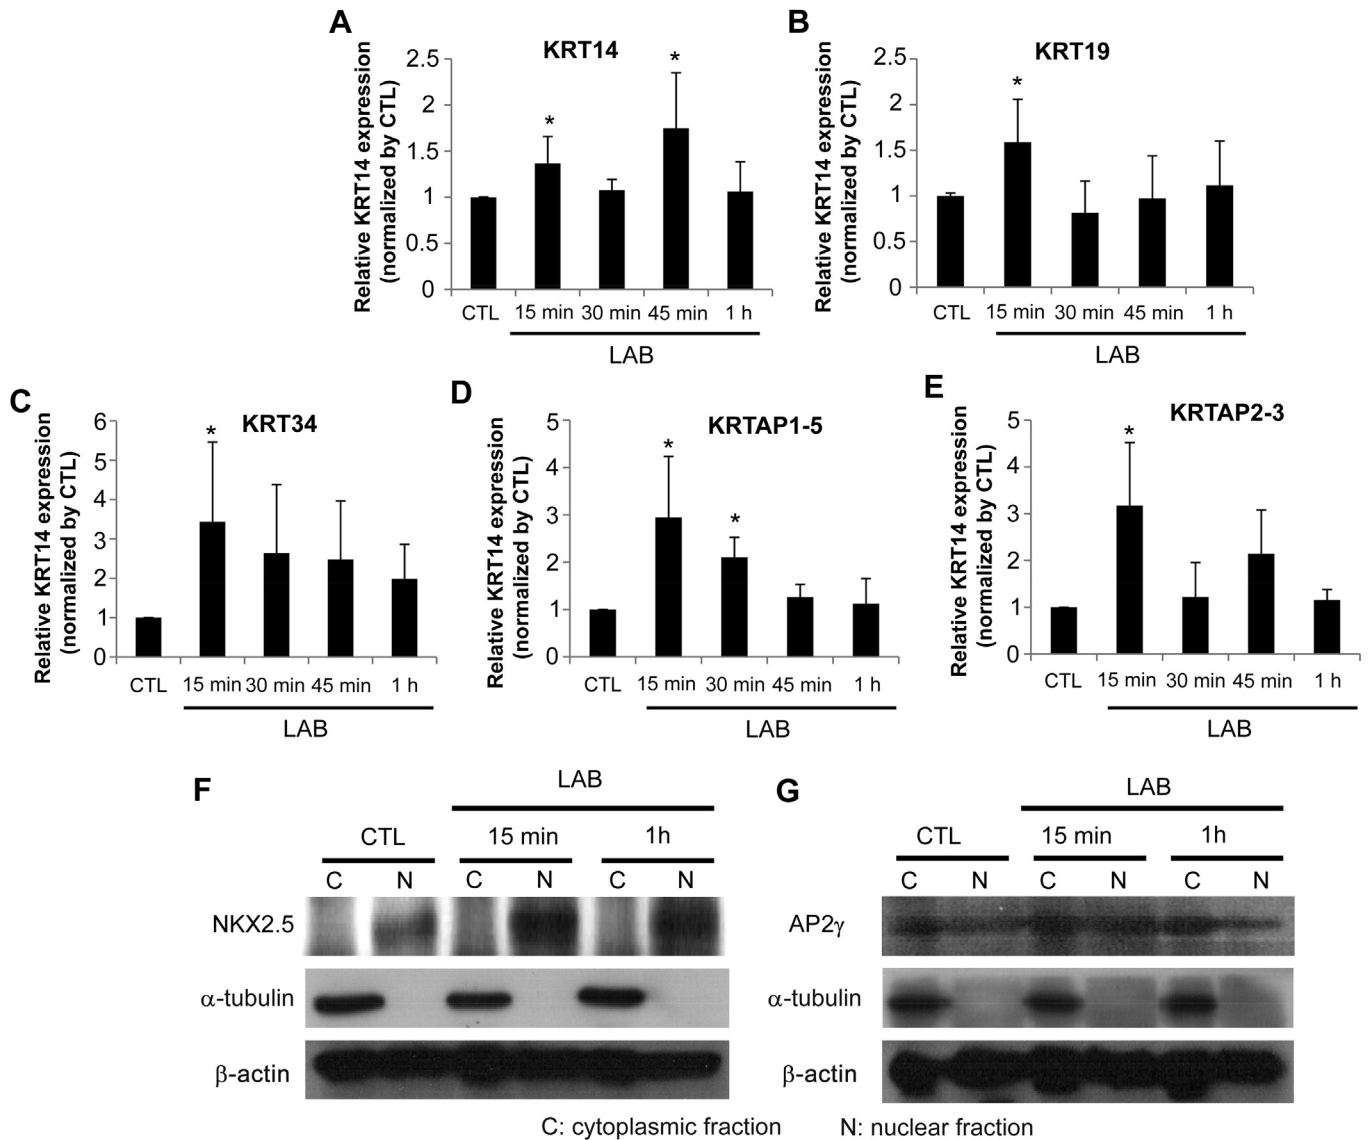 A
KRT14
Relative KRT14 expression
(normalized by CTL)
2.5
2
1.5
1
0.5
0
*
*
CTL
15 min
30 min
45 min
1 h
LAB
B
KRT19
Relative KRT14 expression
(normalized by CTL)
2.5
2
1.5
1
0.5
0
*
CTL
15 min
30 min
45 min
1 h
LAB
C
KRT34
Relative KRT14 expression
(normalized by CTL)
6
5
4
3
2
1
0
*
CTL
15 min
30 min
45 min
1 h
LAB
D
KRTAP1-5
Relative KRT14 expression
(normalized by CTL)
5
4
3
2
1
0
*
*
CTL
15 min
30 min
45 min
1 h
LAB
E
KRTAP2-3
Relative KRT14 expression
(normalized by CTL)
5
4
3
2
1
0
*
CTL
15 min
30 min
45 min
1 h
LAB
F
LAB
CTL
15 min
1h
C N C N C N
NKX2.5
α-tubulin
β-actin
G
LAB
CTL
15 min
1h
C N C N C N
AP2γ
α-tubulin
β-actin
C: cytoplasmic fraction
N: nuclear fraction